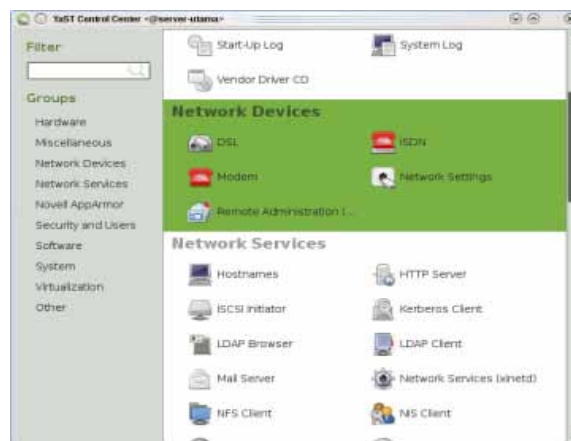 YaST Control Center <@server-utama>
Filter
Groups
Hardware
Miscellaneous
Network Devices
Network Services
Novell AppArmor
Security and Users
Software
System
Virtualization
Other
Start-Up Log
System Log
Vendor Driver CD
Network Devices
DSL
ISDN
Modem
Network Settings
Remote Administration (...
Network Services
Hostnames
HTTP Server
iSCSI Initiator
Kerberos Client
LDAP Browser
LDAP Client
Mail Server
Network Services (xinetd)
NFS Client
NIS Client